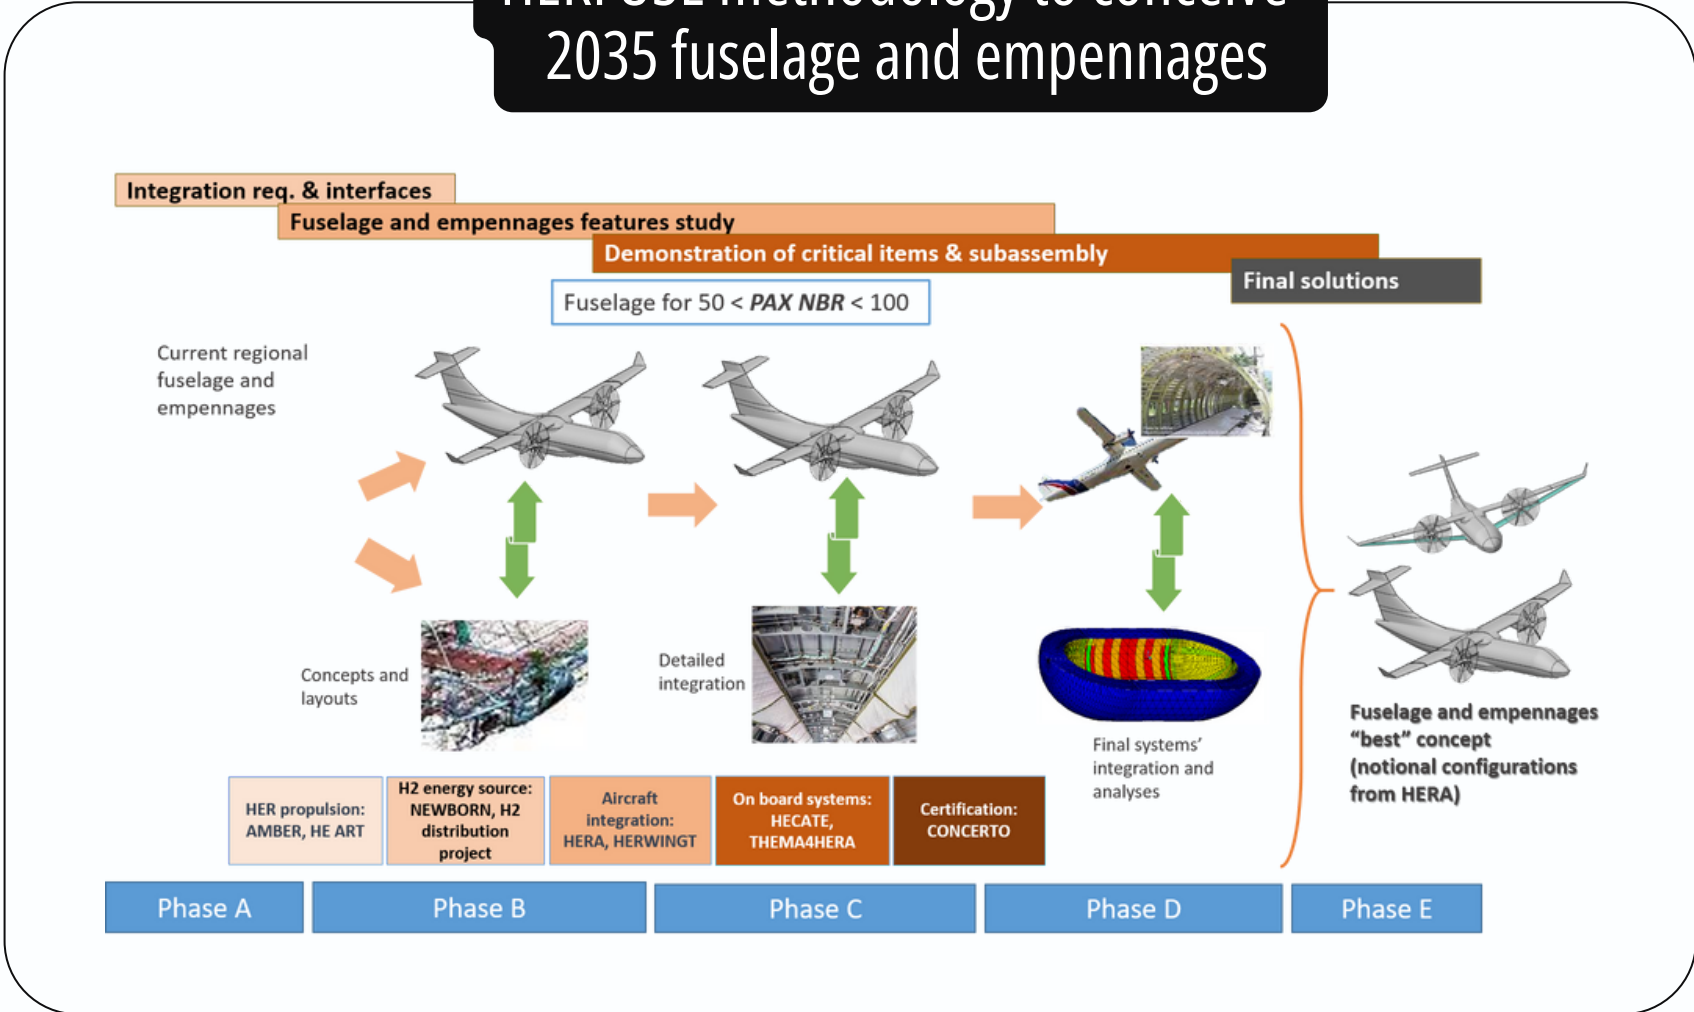 HERFUSE methodology to conceive
2035 fuselage and empennages
Integration req. & interfaces
Fuselage and empennages features study
Demonstration of critical items & subassembly
Final solutions
Fuselage for 50 < PAX NBR < 100
Current regional
fuselage and
empennages
Concepts and
layouts
Detailed
integration
Final systems’
integration and
analyses
Fuselage and empennages
“best” concept
(notional configurations
from HERA)
HER propulsion:
AMBER, HE ART
H2 energy source:
NEWBORN, H2
distribution
project
Aircraft
integration:
HERA, HERWINGT
On board systems:
HECATE,
THEMA4HERA
Certification:
CONCERTO
Phase A
Phase B
Phase C
Phase D
Phase E